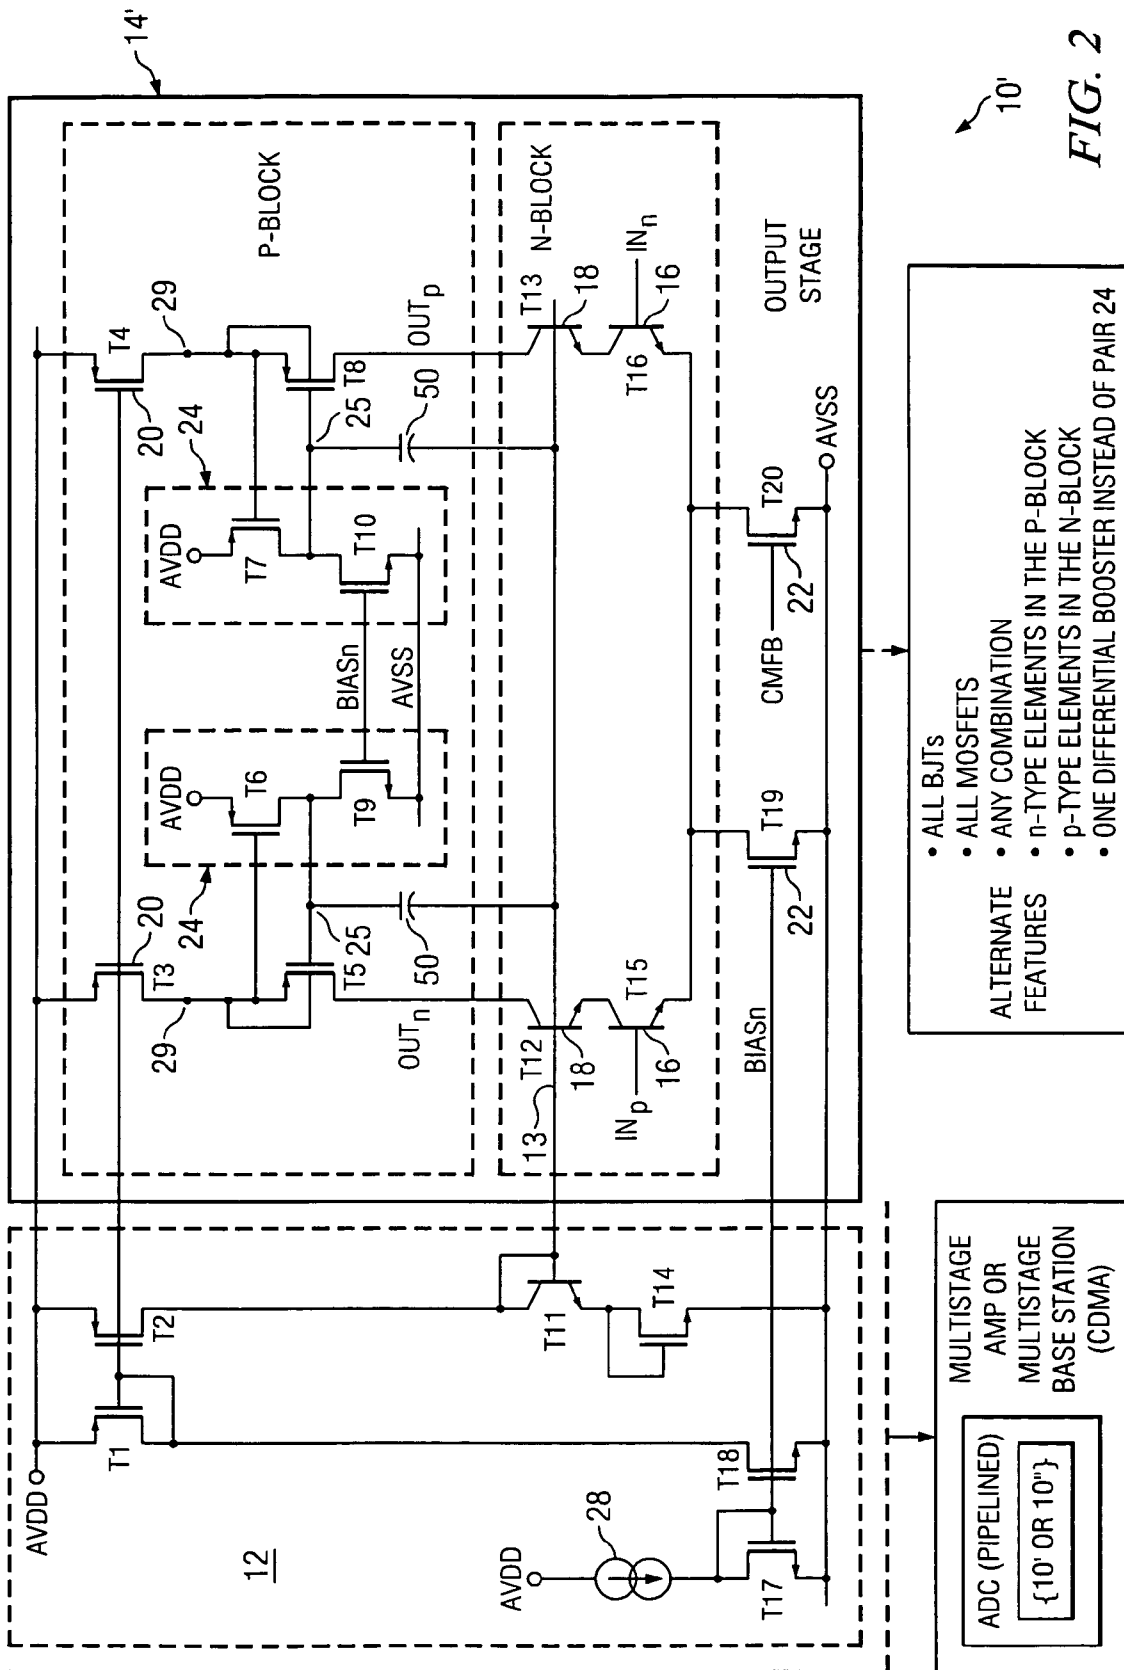 14'
P-BLOCK
T4
29
20
24
AVDD
T7
T10
25
T8
50
OUTp
BIASn
AVSS
AVDD
T6
T9
24
20
T3
29
25
T5
50
OUTn
N-BLOCK
T13
18
INn
16
T16
T12
18
T15
16
INp
13
OUTPUT
STAGE
T20
22
CMFB
AVSS
T19
22
BIASn
AVDD
T1
T2
12
T11
T14
AVDD
28
T18
T17
ALTERNATE
FEATURES
• ALL BJTs
• ALL MOSFETS
• ANY COMBINATION
• n-TYPE ELEMENTS IN THE P-BLOCK
• p-TYPE ELEMENTS IN THE N-BLOCK
• ONE DIFFERENTIAL BOOSTER INSTEAD OF PAIR 24
MULTISTAGE
AMP OR
MULTISTAGE
BASE STATION
(CDMA)
ADC (PIPELINED)
{10' OR 10"}
10'
FIG. 2